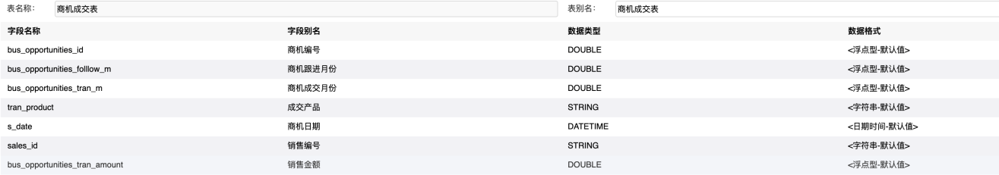 表名称： 商机成交表 表别名： 商机成交表
字段名称 字段别名 数据类型 数据格式
bus_opportunities_id 商机编号 DOUBLE <浮点型-默认值>
bus_opportunities_folllow_m 商机跟进月份 DOUBLE <浮点型-默认值>
bus_opportunities_tran_m 商机成交月份 DOUBLE <浮点型-默认值>
tran_product 成交产品 STRING <字符串-默认值>
s_date 商机日期 DATETIME <日期时间-默认值>
sales_id 销售编号 STRING <字符串-默认值>
bus_opportunities_tran_amount 销售金额 DOUBLE <浮点型-默认值>